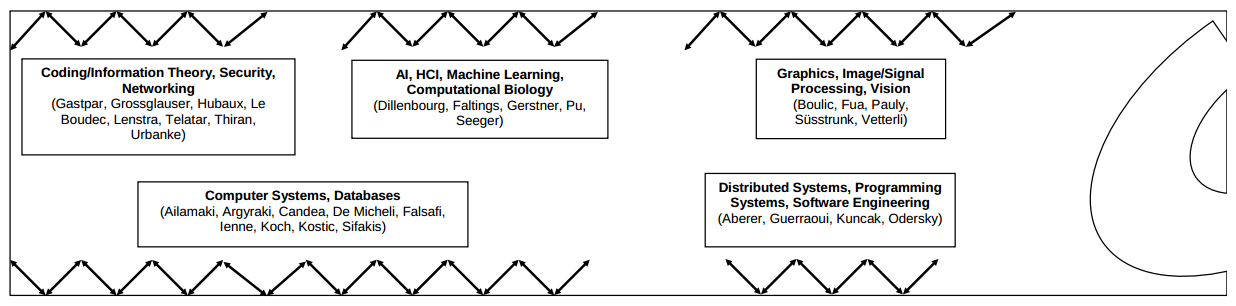 Coding/Information Theory, Security,
Networking
(Gastpar, Grossglauser, Hubaux, Le
Boudec, Lenstra, Telatar, Thiran,
Urbanke)
AI, HCI, Machine Learning,
Computational Biology
(Dillenbourg, Faltings, Gerstner, Pu,
Seeger)
Graphics, Image/Signal
Processing, Vision
(Boulic, Fua, Pauly,
Süsstrunk, Vetterli)
Computer Systems, Databases
(Ailamaki, Argyraki, Candea, De Micheli, Falsafi,
Ienne, Koch, Kostic, Sifakis)
Distributed Systems, Programming
Systems, Software Engineering
(Aberer, Guerraoui, Kuncak, Odersky)